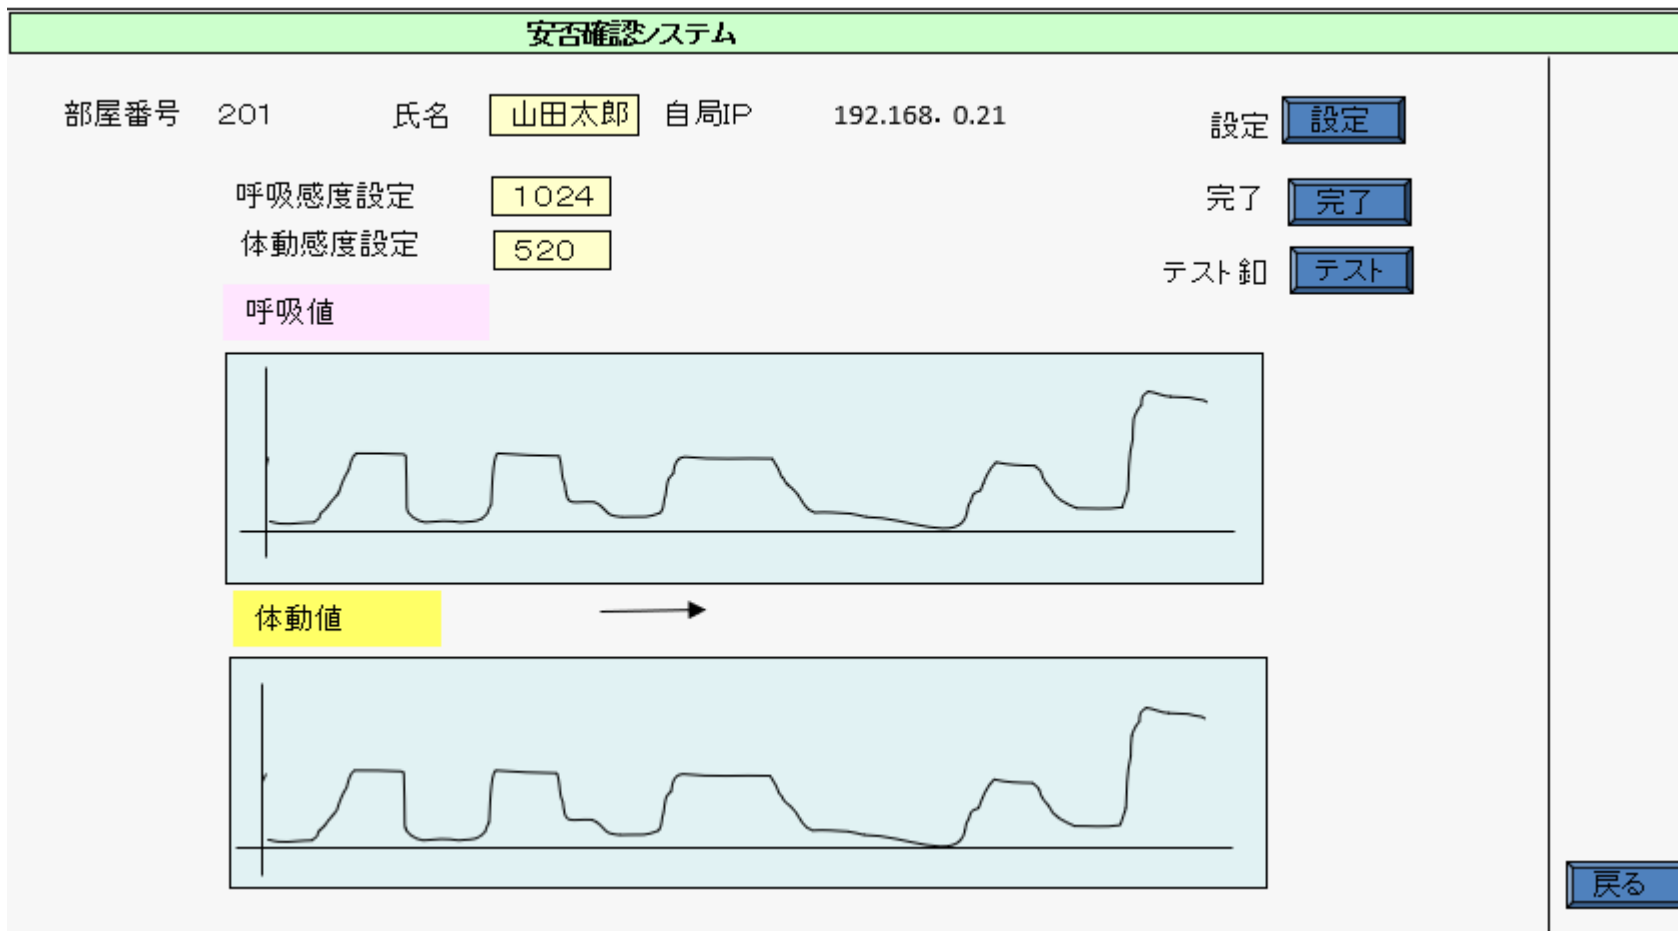 安否確認システム
部屋番号 201 氏名 山田太郎 自局IP 192.168. 0.21
設定 設定
呼吸感度設定 1024
完了 完了
体動感度設定 520
テスト釦 テスト
呼吸値
体動値
戻る